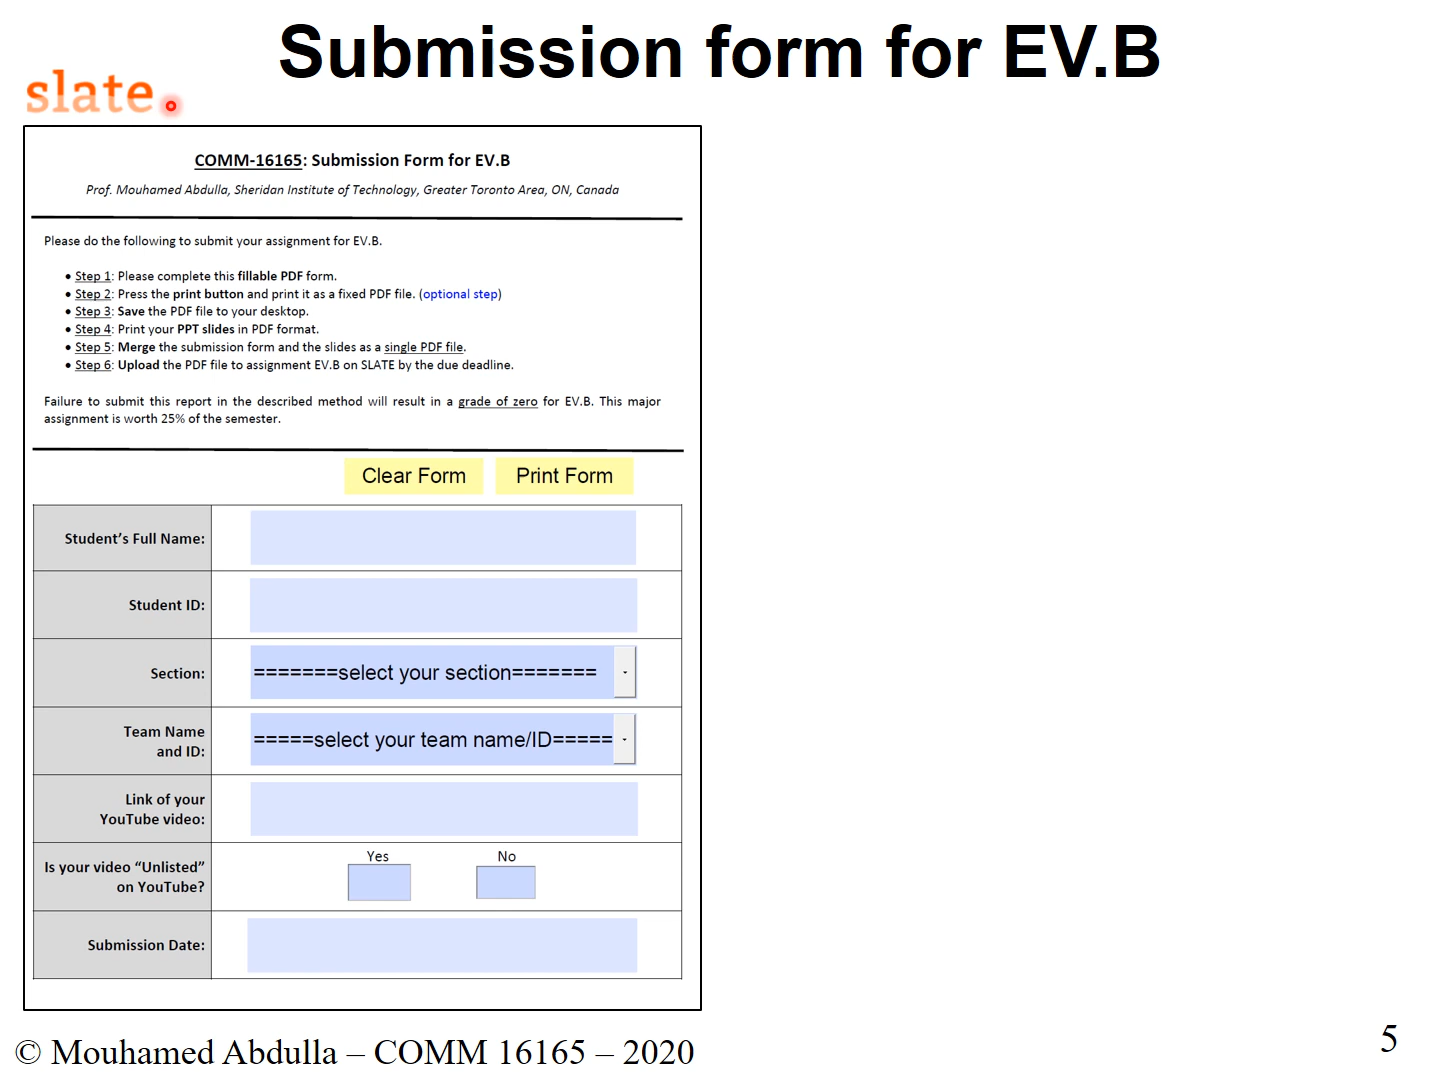 Submission form for EV.B
slate.
COMM-16165: Submission Form for EV.B
Prof. Mouhamed Abdulla, Sheridan Institute of Technology, Greater Toronto Area, ON, Canada
Please do the following to submit your assignment for EV.B.
• Step 1: Please complete this fillable PDF form.
• Step 2: Press the print button and print it as a fixed PDF file. (optional step)
• Step 3: Save the PDF file to your desktop.
• Step 4: Print your PPT slides in PDF format.
• Step 5: Merge the submission form and the slides as a single PDF file.
• Step 6: Upload the PDF file to assignment EV.B on SLATE by the due deadline.
Failure to submit this report in the described method will result in a grade of zero for EV.B. This major
assignment is worth 25% of the semester.
Clear Form Print Form
Student’s Full Name:
Student ID:
Section: =======select your section=======
Team Name
and ID: =====select your team name/ID=====
Link of your
YouTube video:
Yes No
Is your video “Unlisted”
on YouTube?
Submission Date:
© Mouhamed Abdulla – COMM 16165 – 2020
5